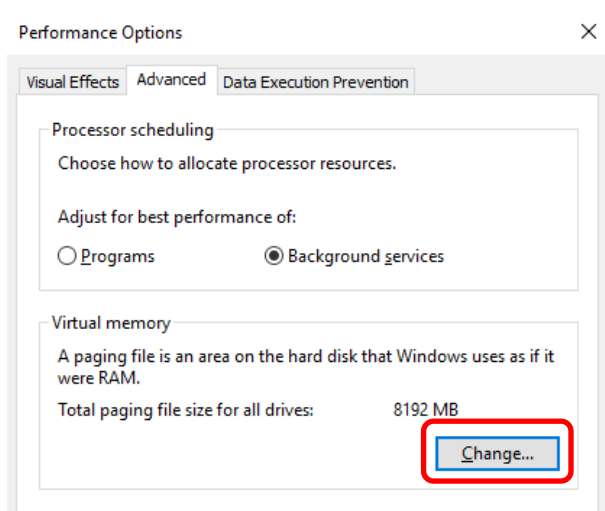 Performance Options
Visual Effects Advanced Data Execution Prevention
Processor scheduling
Choose how to allocate processor resources.
Adjust for best performance of:
Programs Background services
Virtual memory
A paging file is an area on the hard disk that Windows uses as if it
were RAM.
Total paging file size for all drives: 8192 MB
Change...